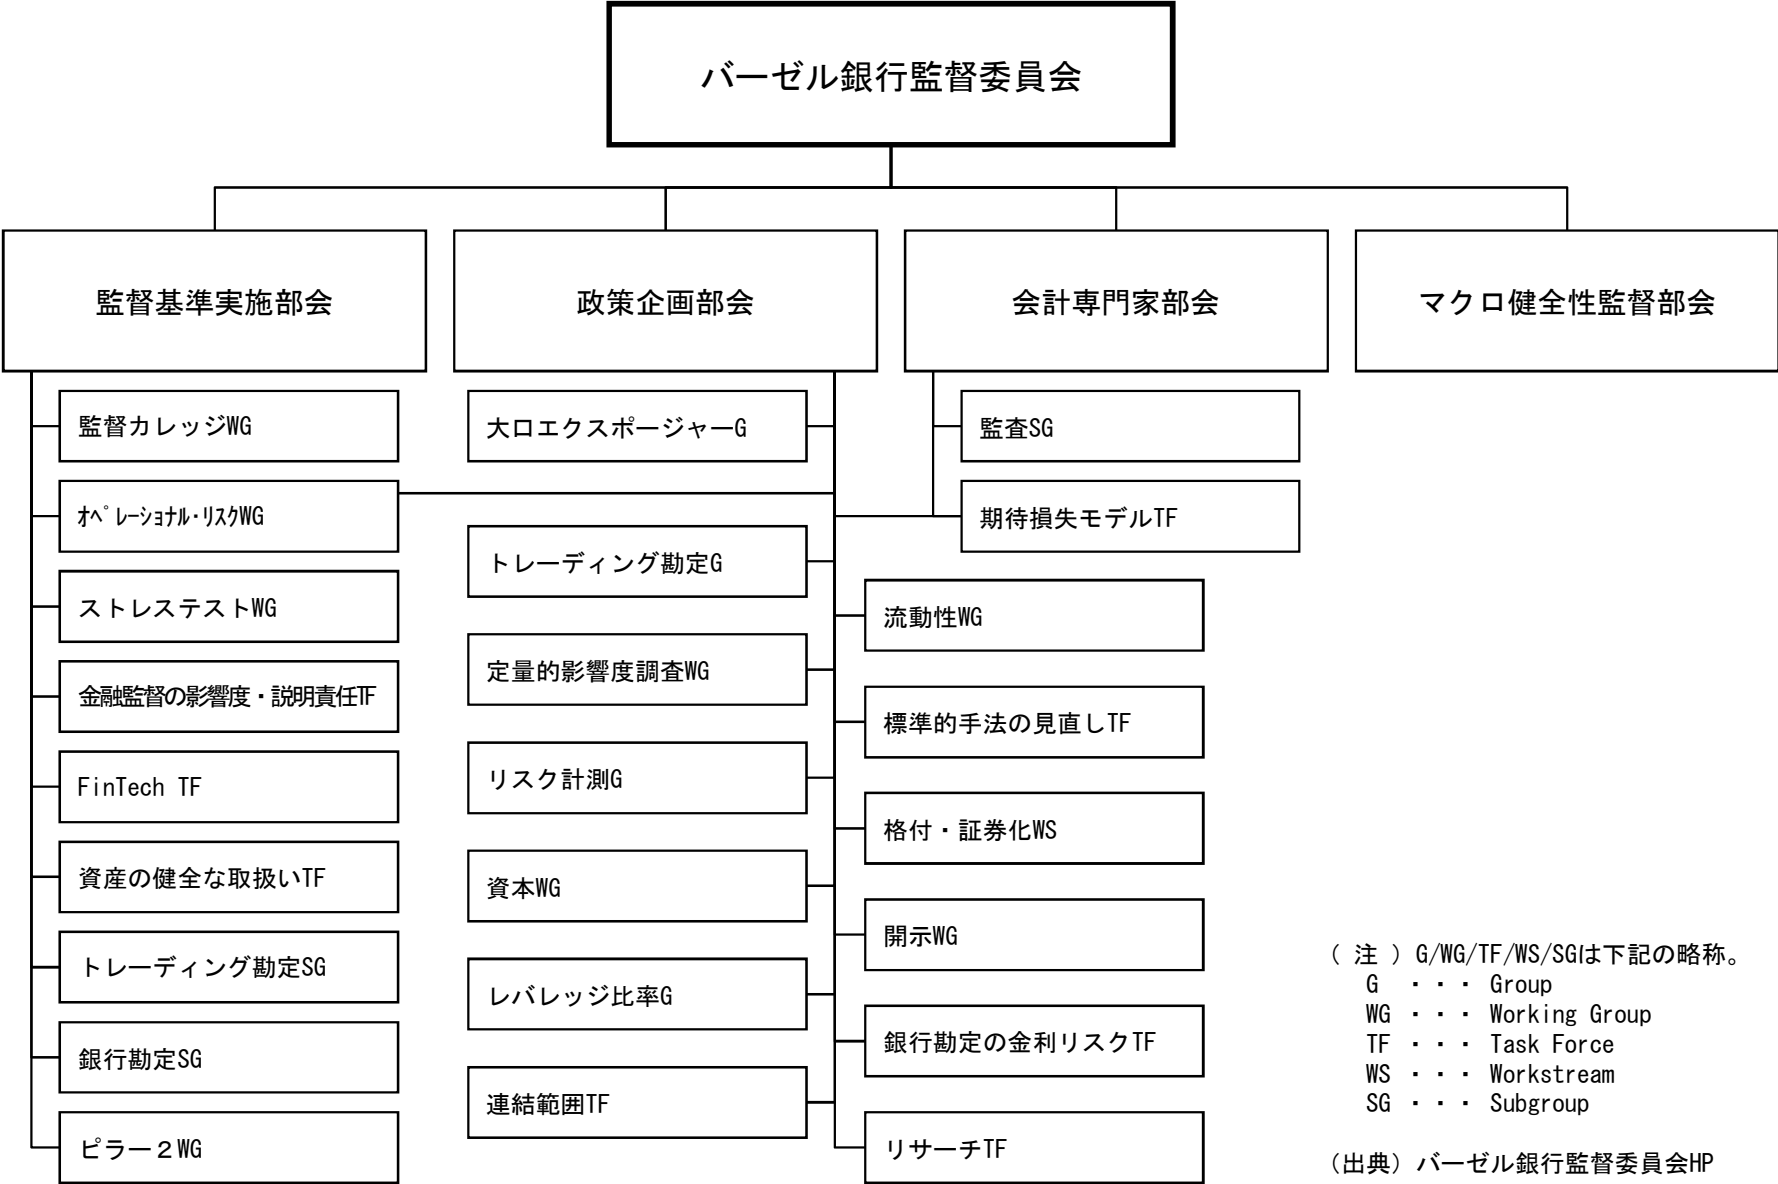 バーゼル銀行監督委員会
監督基準実施部会
政策企画部会
会計専門家部会
マクロ健全性監督部会
監督カレッジWG
ｵﾍﾟﾚｰｼｮﾅﾙ･ﾘｽｸWG
ストレステストWG
金融監督の影響度・説明責任TF
FinTech TF
資産の健全な取扱いTF
トレーディング勘定SG
銀行勘定SG
ピラー２WG
大口エクスポージャーG
トレーディング勘定G
定量的影響度調査WG
リスク計測G
資本WG
レバレッジ比率G
連結範囲TF
監査SG
期待損失モデルTF
流動性WG
標準的手法の見直しTF
格付・証券化WS
開示WG
銀行勘定の金利リスクTF
リサーチTF
（ 注 ）G/WG/TF/WS/SGは下記の略称。
G ・・・ Group
WG ・・・ Working Group
TF ・・・ Task Force
WS ・・・ Workstream
SG ・・・ Subgroup
（出典）バーゼル銀行監督委員会HP